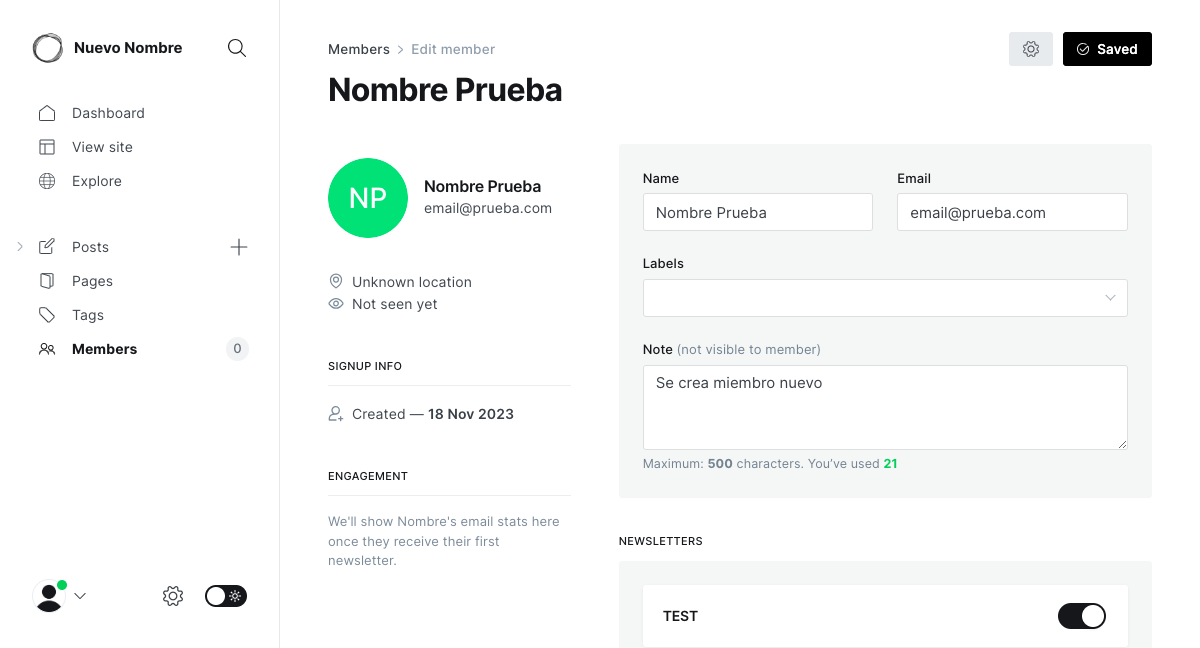 Nuevo Nombre
Dashboard
View site
Explore
Posts
Pages
Tags
Members
0
Members > Edit member
Saved
Nombre Prueba
NP
Nombre Prueba
email@prueba.com
Unknown location
Not seen yet
SIGNUP INFO
Created — 18 Nov 2023
ENGAGEMENT
We'll show Nombre's email stats here
once they receive their first
newsletter.
Name
Nombre Prueba
Email
email@prueba.com
Labels
Note (not visible to member)
Se crea miembro nuevo
Maximum: 500 characters. You've used 21
NEWSLETTERS
TEST